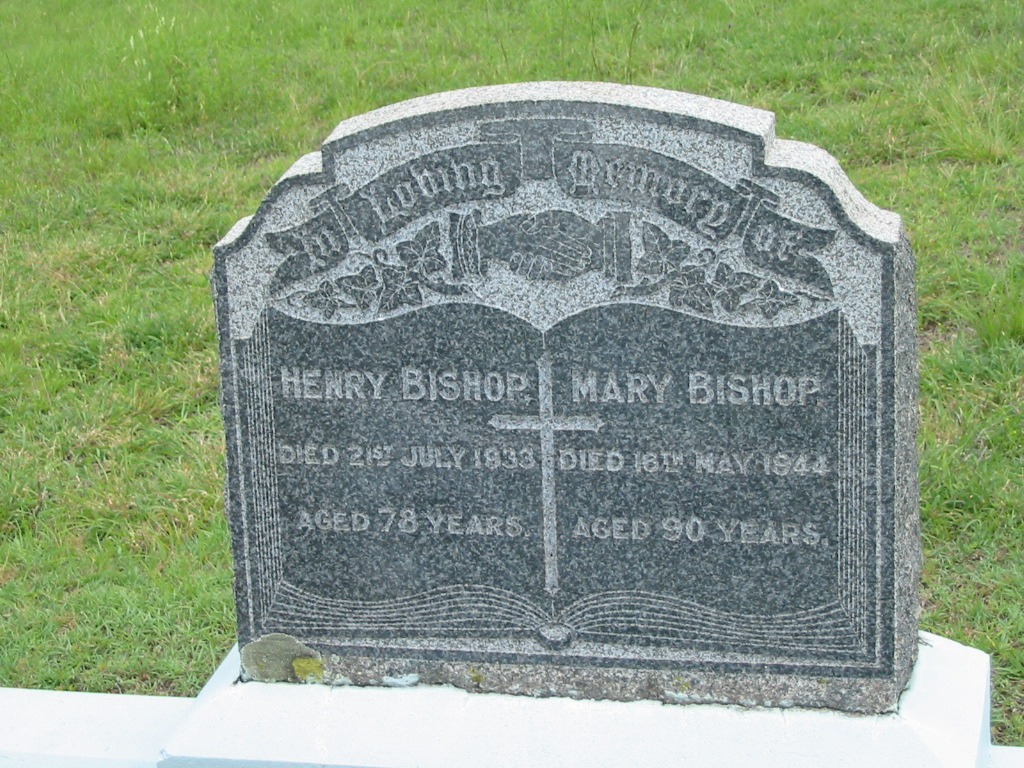 In Loving Memory of
HENRY BISHOP,
DIED 21ST JULY 1933
AGED 78 YEARS.
MARY BISHOP,
DIED 16TH MAY 1944
AGED 90 YEARS.